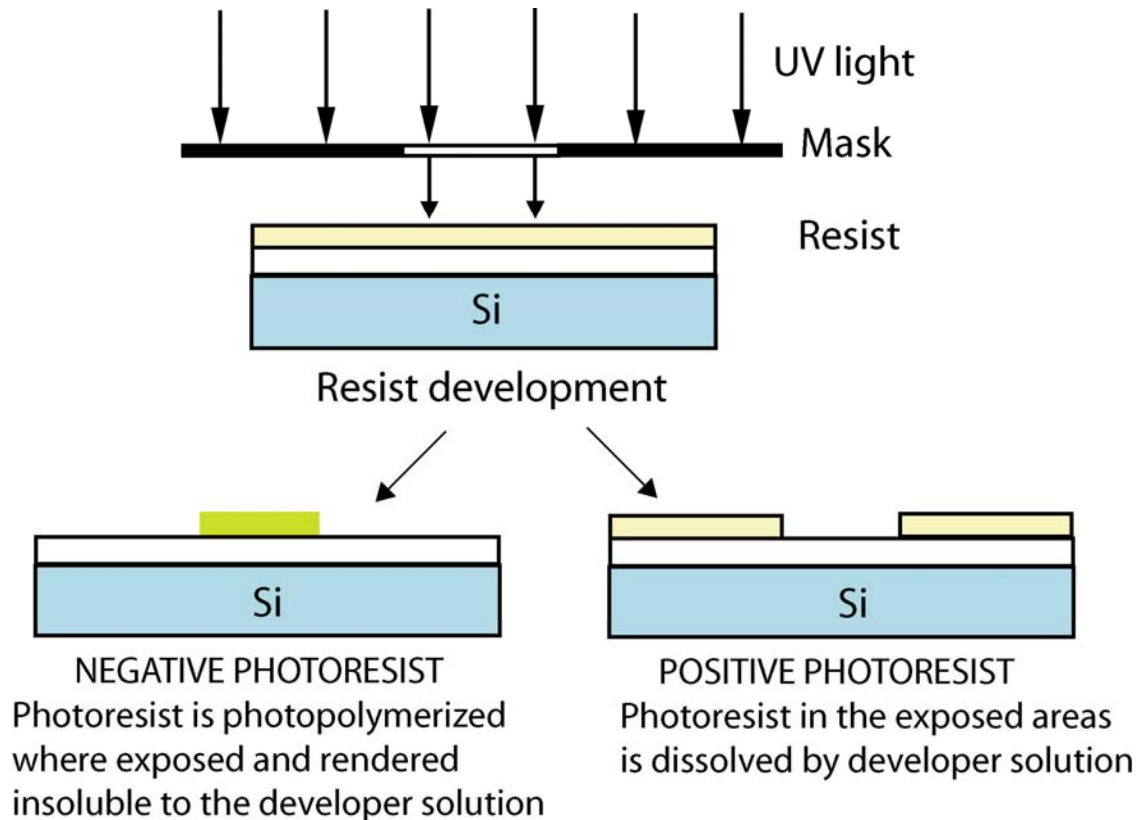 UV light
Mask
Resist
Si
Resist development
Si
Si
NEGATIVE PHOTORESIST
Photoresist is photopolymerized
where exposed and rendered
insoluble to the developer solution
POSITIVE PHOTORESIST
Photoresist in the exposed areas
is dissolved by developer solution